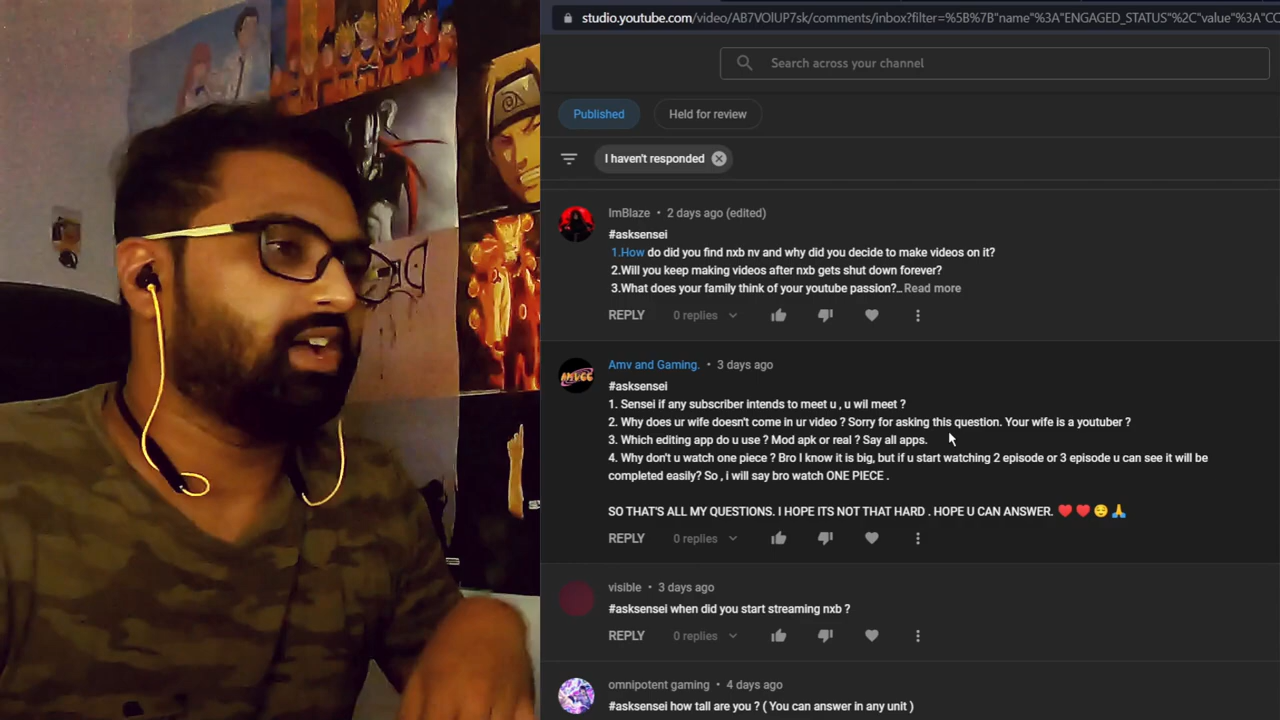 studio.youtube.com/video/AB7VOlUP7sk/comments/inbox?filter=%5B%7B"name"%3A"ENGAGED_STATUS"%2C"value"%3A"CO
Search across your channel
Published
Held for review
I haven't responded
ImBlaze • 2 days ago (edited)
#asksensei
1.How do did you find nxb nv and why did you decide to make videos on it?
2.Will you keep making videos after nxb gets shut down forever?
3.What does your family think of your youtube passion?... Read more
REPLY 0 replies
Amv and Gaming. • 3 days ago
#asksensei
1. Sensei if any subscriber intends to meet u , u wil meet ?
2. Why does ur wife doesn't come in ur video ? Sorry for asking this question. Your wife is a youtuber ?
3. Which editing app do u use ? Mod apk or real ? Say all apps.
4. Why don't u watch one piece ? Bro I know it is big, but if u start watching 2 episode or 3 episode u can see it will be
completed easily? So , i will say bro watch ONE PIECE .
SO THAT'S ALL MY QUESTIONS. I HOPE ITS NOT THAT HARD . HOPE U CAN ANSWER. ♥️♥️😌🙏
REPLY 0 replies
visible • 3 days ago
#asksensei when did you start streaming nxb ?
REPLY 0 replies
omnipotent gaming • 4 days ago
#asksensei how tall are you ? ( You can answer in any unit )